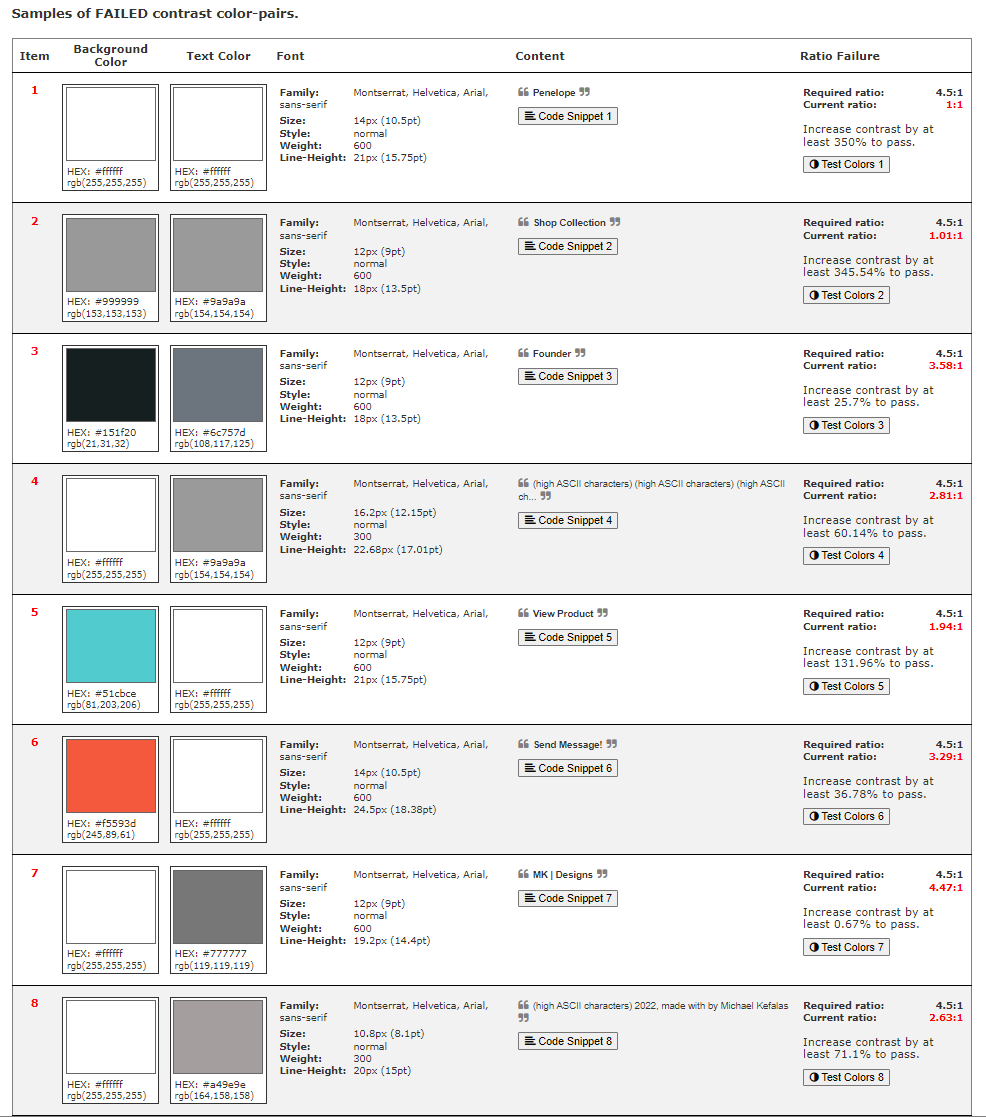 Samples of FAILED contrast color-pairs.
Item Background Color Text Color Font Content Ratio Failure
1
HEX: #ffffff
rgb(255,255,255)
HEX: #ffffff
rgb(255,255,255)
Family: Montserrat, Helvetica, Arial,
sans-serif
Size: 14px (10.5pt)
Style: normal
Weight: 600
Line-Height: 21px (15.75pt)
❝ Penelope ❞
Code Snippet 1
Required ratio: 4.5:1
Current ratio: 1:1
Increase contrast by at
least 350% to pass.
Test Colors 1
2
HEX: #999999
rgb(153,153,153)
HEX: #9a9a9a
rgb(154,154,154)
Family: Montserrat, Helvetica, Arial,
sans-serif
Size: 12px (9pt)
Style: normal
Weight: 600
Line-Height: 18px (13.5pt)
❝ Shop Collection ❞
Code Snippet 2
Required ratio: 4.5:1
Current ratio: 1.01:1
Increase contrast by at
least 345.54% to pass.
Test Colors 2
3
HEX: #151f20
rgb(21,31,32)
HEX: #6c757d
rgb(108,117,125)
Family: Montserrat, Helvetica, Arial,
sans-serif
Size: 12px (9pt)
Style: normal
Weight: 600
Line-Height: 18px (13.5pt)
❝ Founder ❞
Code Snippet 3
Required ratio: 4.5:1
Current ratio: 3.58:1
Increase contrast by at
least 25.7% to pass.
Test Colors 3
4
HEX: #ffffff
rgb(255,255,255)
HEX: #9a9a9a
rgb(154,154,154)
Family: Montserrat, Helvetica, Arial,
sans-serif
Size: 16.2px (12.15pt)
Style: normal
Weight: 300
Line-Height: 22.68px (17.01pt)
❝ (high ASCII characters) (high ASCII characters) (high ASCII
ch... ❞
Code Snippet 4
Required ratio: 4.5:1
Current ratio: 2.81:1
Increase contrast by at
least 60.14% to pass.
Test Colors 4
5
HEX: #51cbce
rgb(81,203,206)
HEX: #ffffff
rgb(255,255,255)
Family: Montserrat, Helvetica, Arial,
sans-serif
Size: 12px (9pt)
Style: normal
Weight: 600
Line-Height: 21px (15.75pt)
❝ View Product ❞
Code Snippet 5
Required ratio: 4.5:1
Current ratio: 1.94:1
Increase contrast by at
least 131.96% to pass.
Test Colors 5
6
HEX: #f5593d
rgb(245,89,61)
HEX: #ffffff
rgb(255,255,255)
Family: Montserrat, Helvetica, Arial,
sans-serif
Size: 14px (10.5pt)
Style: normal
Weight: 600
Line-Height: 24.5px (18.38pt)
❝ Send Message! ❞
Code Snippet 6
Required ratio: 4.5:1
Current ratio: 3.29:1
Increase contrast by at
least 36.78% to pass.
Test Colors 6
7
HEX: #ffffff
rgb(255,255,255)
HEX: #777777
rgb(119,119,119)
Family: Montserrat, Helvetica, Arial,
sans-serif
Size: 12px (9pt)
Style: normal
Weight: 600
Line-Height: 19.2px (14.4pt)
❝ MK | Designs ❞
Code Snippet 7
Required ratio: 4.5:1
Current ratio: 4.47:1
Increase contrast by at
least 0.67% to pass.
Test Colors 7
8
HEX: #ffffff
rgb(255,255,255)
HEX: #a49e9e
rgb(164,158,158)
Family: Montserrat, Helvetica, Arial,
sans-serif
Size: 10.8px (8.1pt)
Style: normal
Weight: 300
Line-Height: 20px (15pt)
❝ (high ASCII characters) 2022, made with by Michael Kefalas
❞
Code Snippet 8
Required ratio: 4.5:1
Current ratio: 2.63:1
Increase contrast by at
least 71.1% to pass.
Test Colors 8